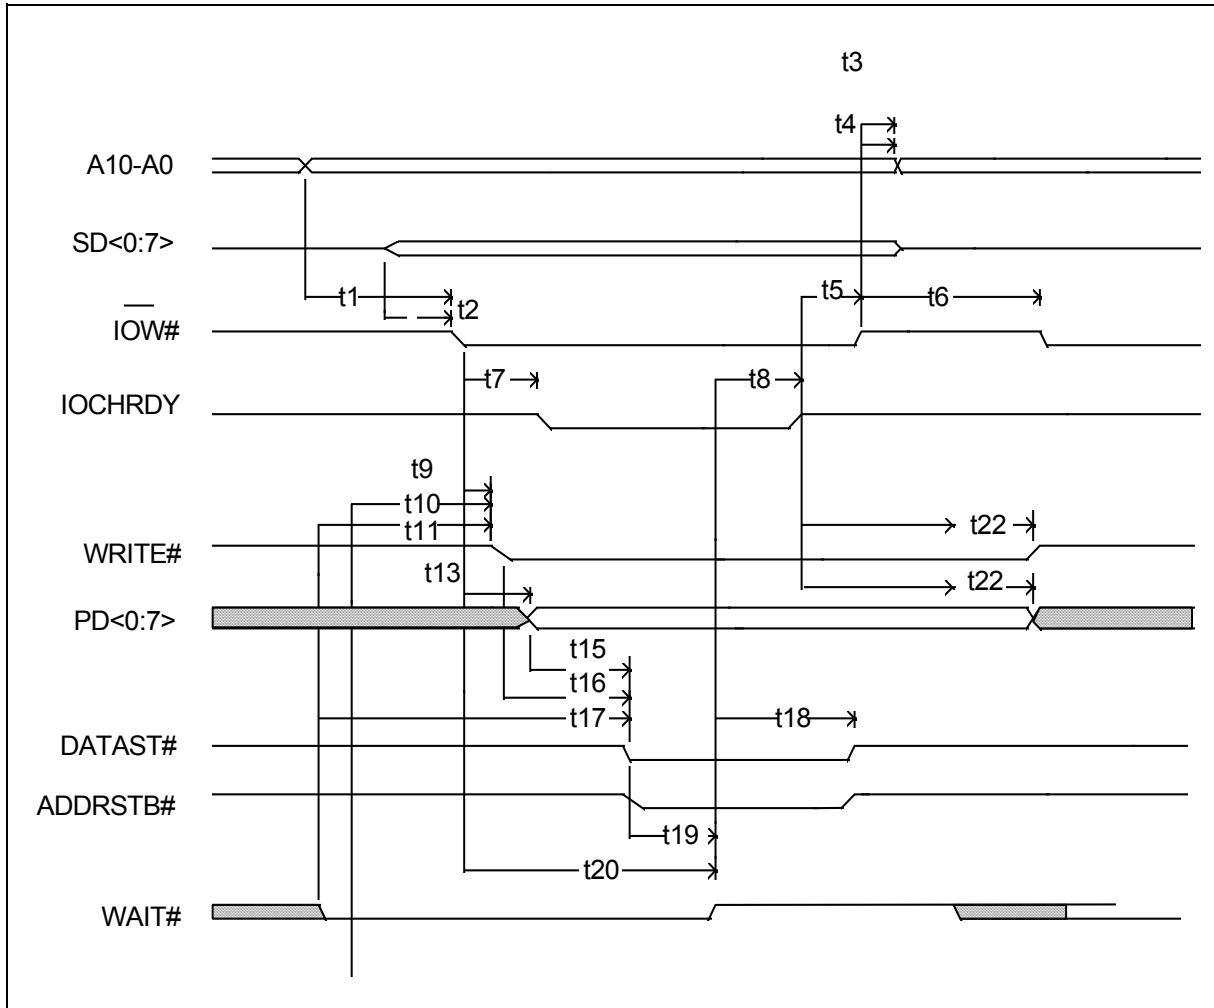 t3
t4
A10-A0
SD<0:7>
t1
t2
t5
t6
IOW#
t7
t8
IOCHRDY
t9
t10
t11
t22
WRITE#
t13
t22
PD<0:7>
t15
t16
t17
t18
DATAST#
ADDRSTB#
t19
t20
WAIT#